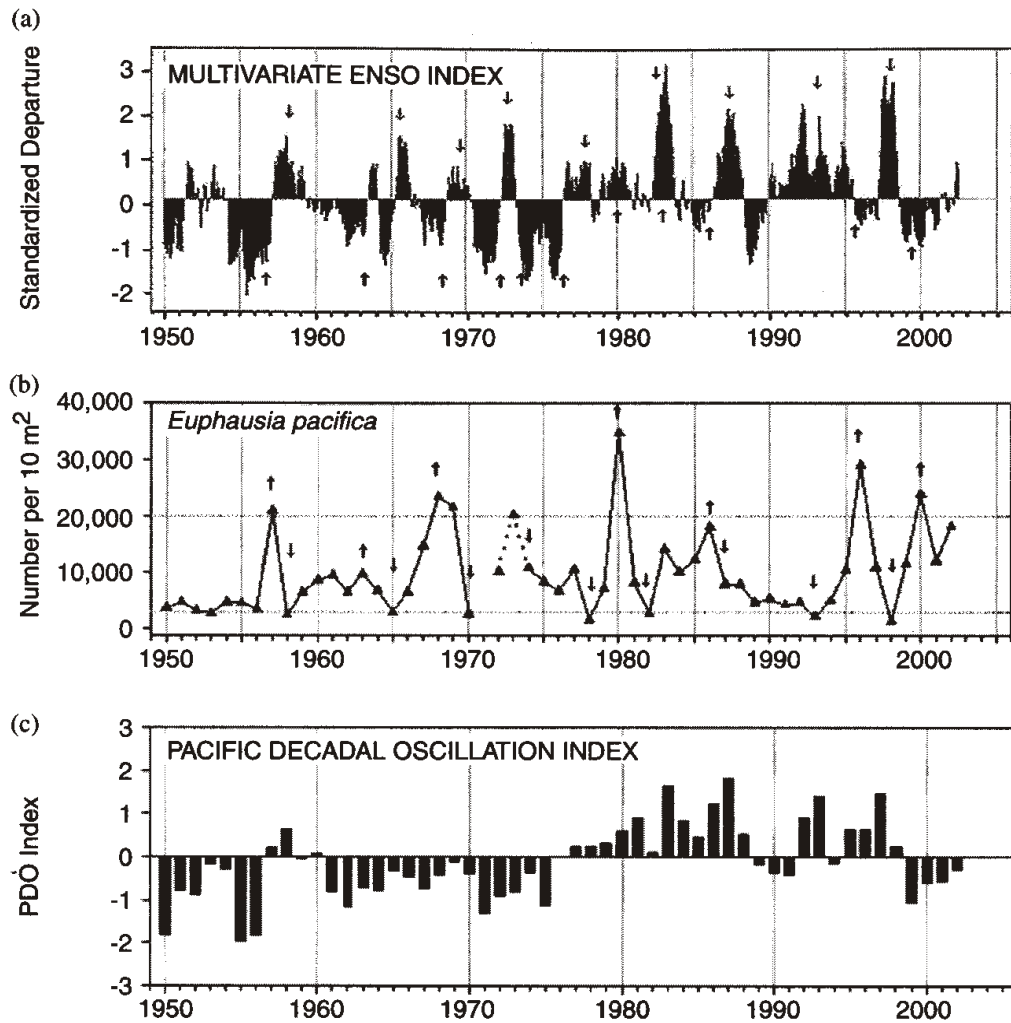 (a)
MULTIVARIATE ENSO INDEX
Standardized Departure
3
2
1
0
-1
-2
1950 1960 1970 1980 1990 2000
(b)
Euphausia pacifica
Number per 10 m²
40,000
30,000
20,000
10,000
0
1950 1960 1970 1980 1990 2000
(c)
PACIFIC DECADAL OSCILLATION INDEX
PDÓ Index
3
2
1
0
-1
-2
-3
1950 1960 1970 1980 1990 2000